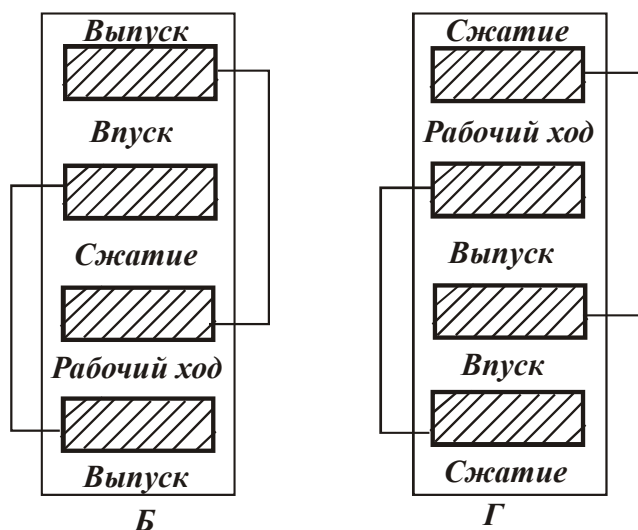 Выпуск
Впуск
Сжатие
Рабочий ход
Выпуск
Б
Сжатие
Рабочий ход
Выпуск
Впуск
Сжатие
Г